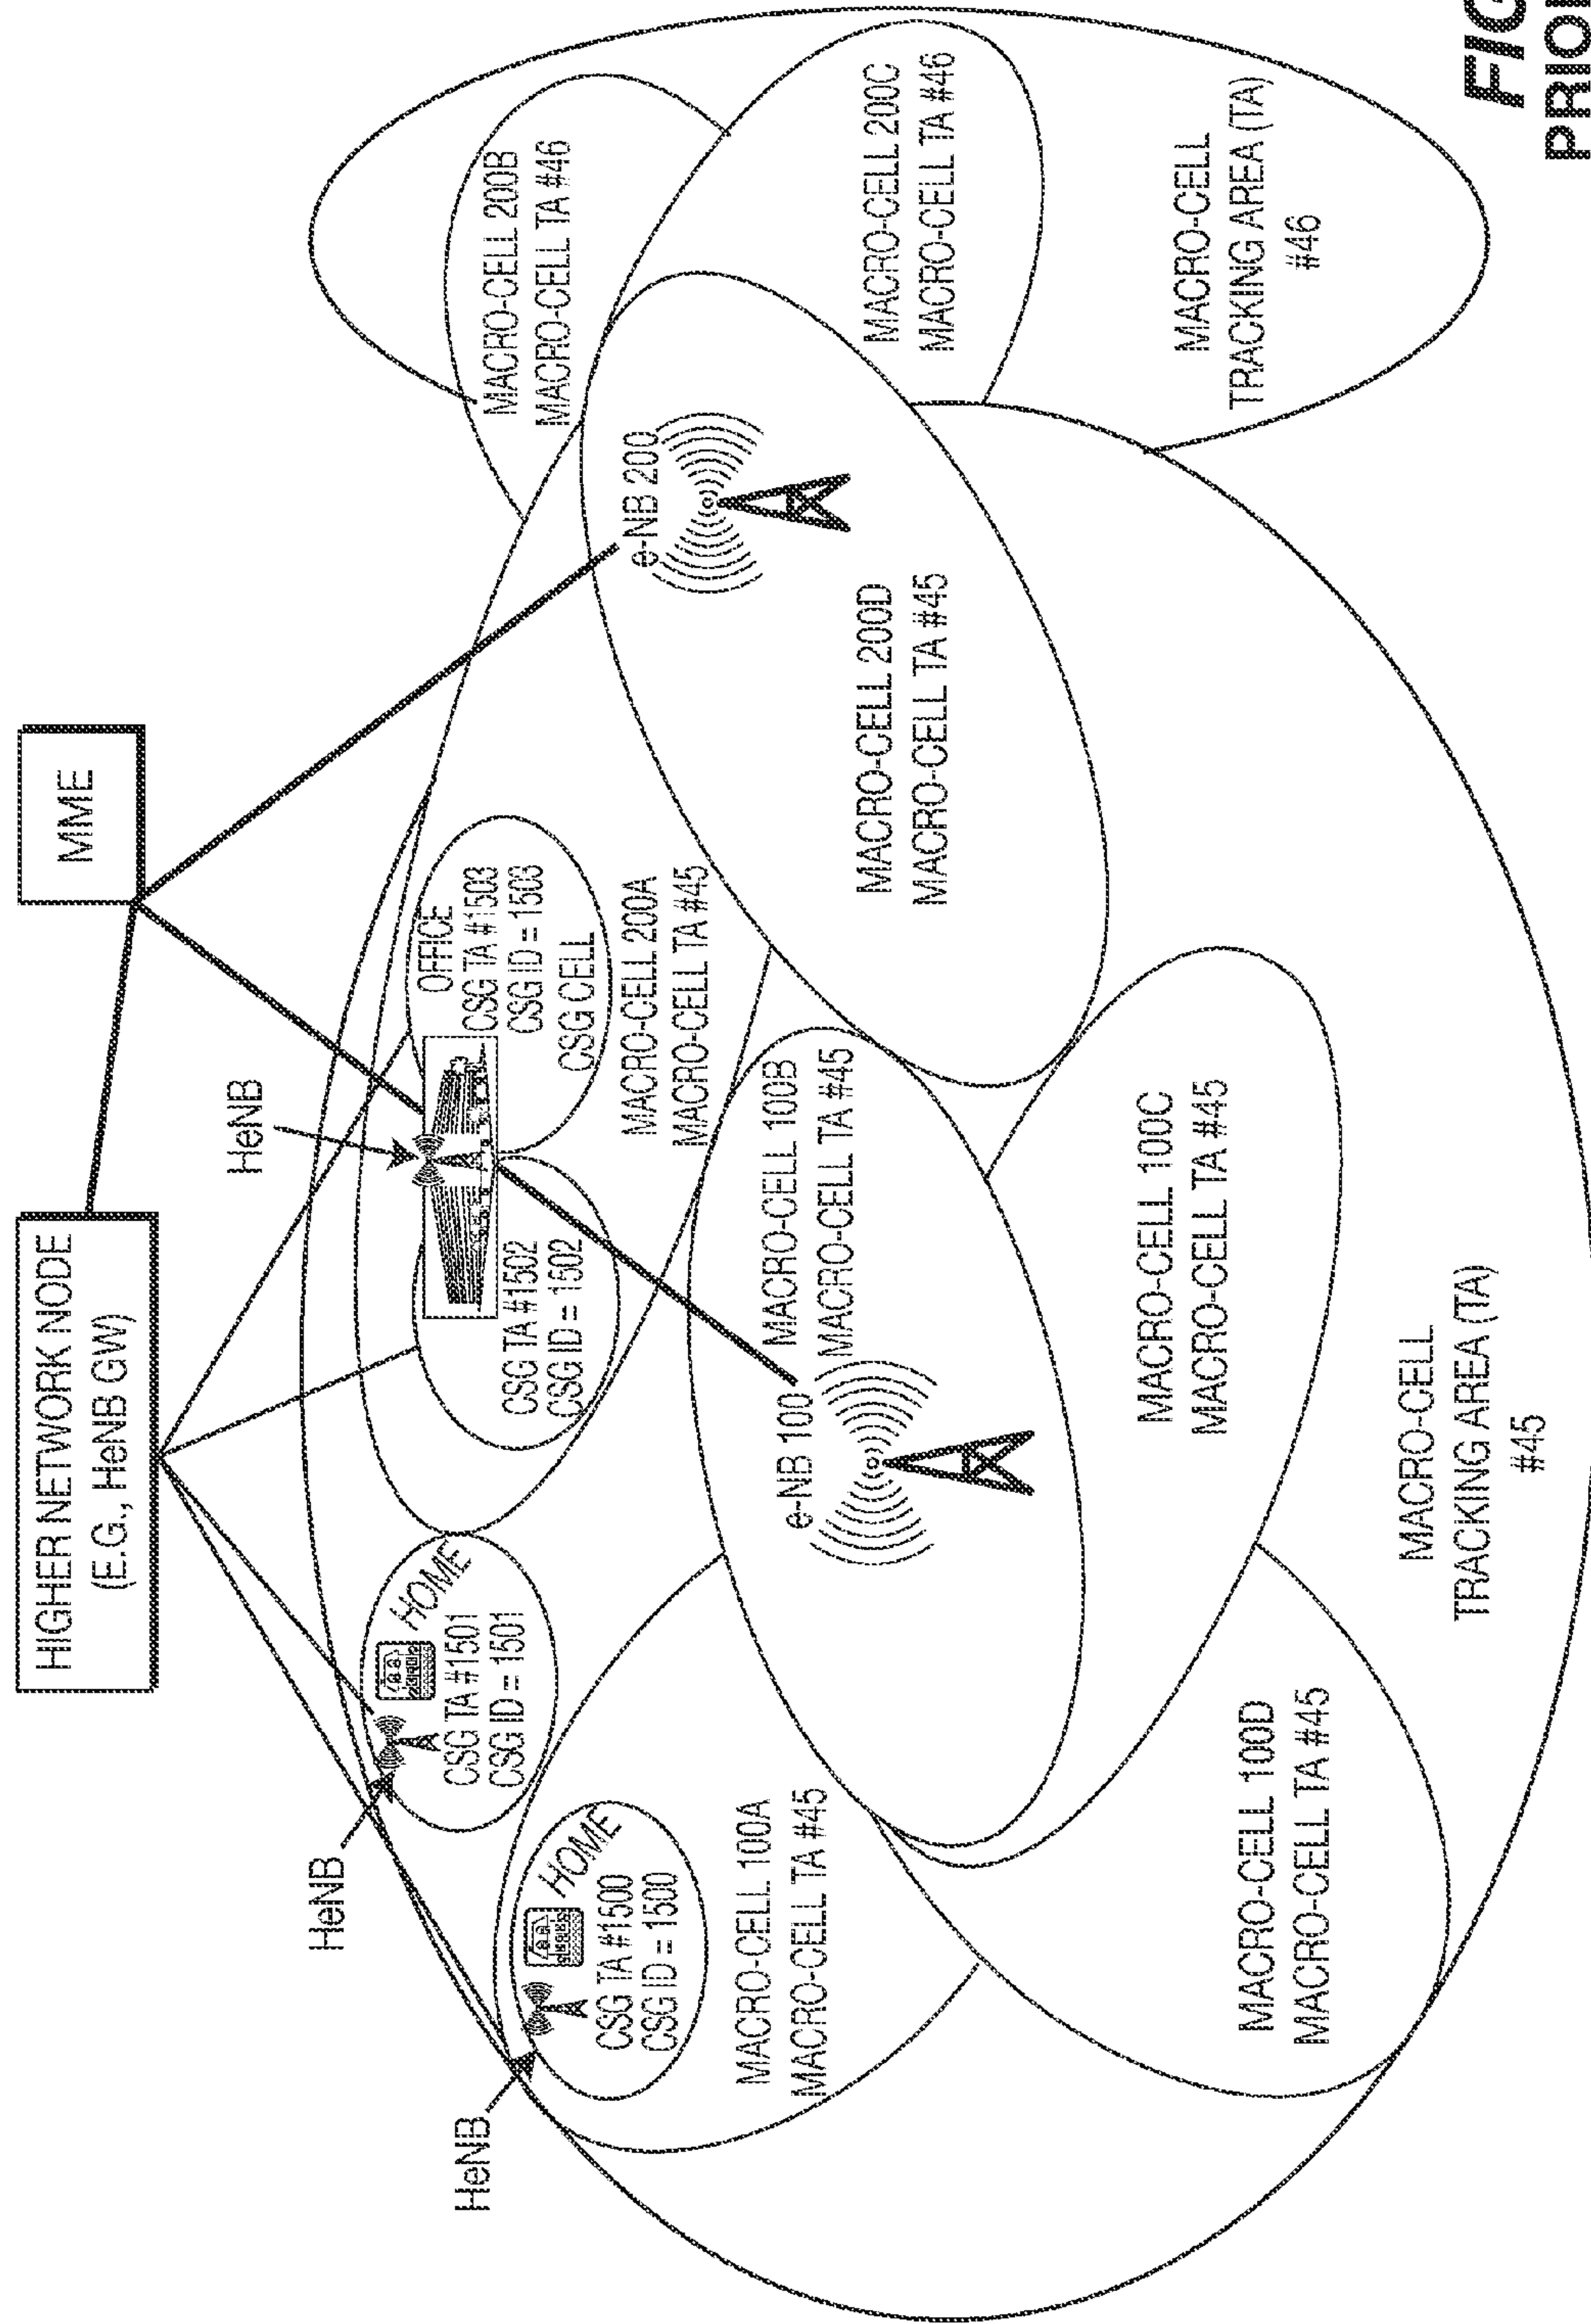 HIGHER NETWORK NODE
(E.G., HeNB GW)
MME
HeNB
HeNB
HeNB
HOME
CSG TA #1500
CSG ID = 1500
HOME
CSG TA #1501
CSG ID = 1501
CSG TA #1502
CSG ID = 1502
OFFICE
CSG TA #1503
CSG ID = 1503
CSG CELL
MACRO-CELL 200A
MACRO-CELL TA #45
MACRO-CELL 200B
MACRO-CELL TA #46
e-NB 200
MACRO-CELL 100A
MACRO-CELL TA #45
e-NB 100
MACRO-CELL 100B
MACRO-CELL TA #45
MACRO-CELL 200D
MACRO-CELL TA #45
MACRO-CELL 200C
MACRO-CELL TA #46
MACRO-CELL 100C
MACRO-CELL TA #45
MACRO-CELL
TRACKING AREA (TA)
#46
MACRO-CELL 100D
MACRO-CELL TA #45
MACRO-CELL
TRACKING AREA (TA)
#45
FIG